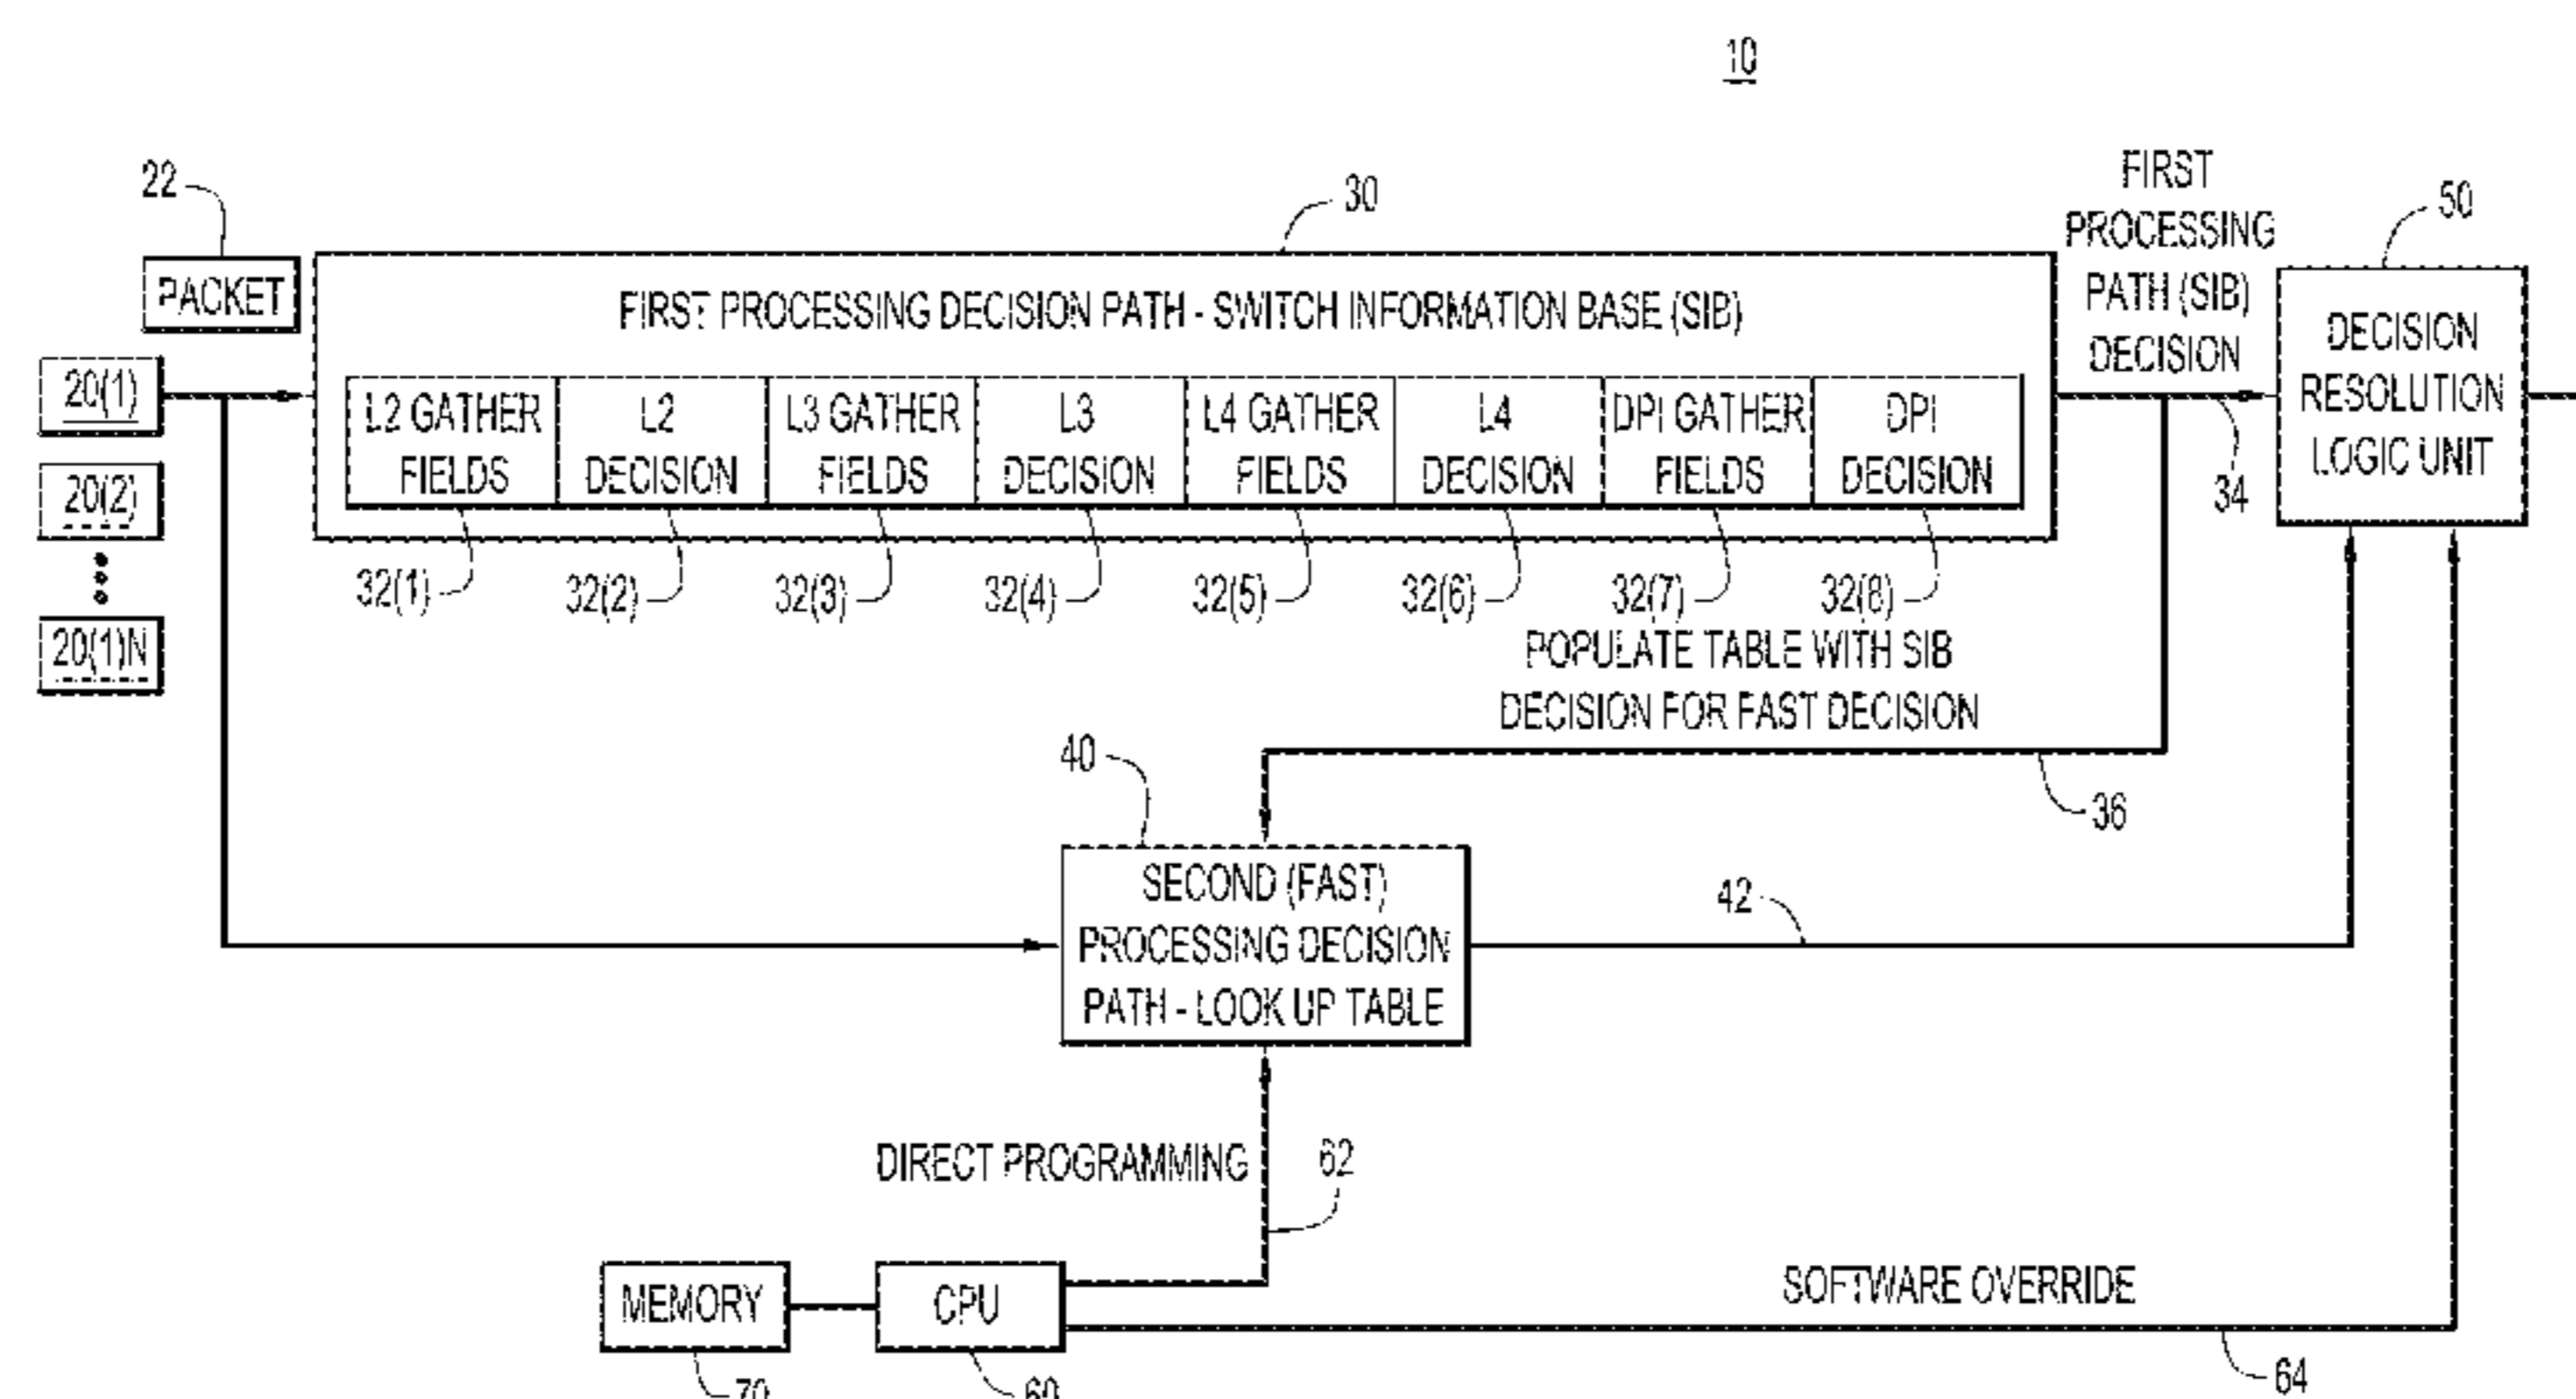 10
22
PACKET
20(1)
20(2)
20(1)N
30
FIRST PROCESSING DECISION PATH - SWITCH INFORMATION BASE (SIB)
L2 GATHER
FIELDS
L2
DECISION
L3 GATHER
FIELDS
L3
DECISION
L4 GATHER
FIELDS
L4
DECISION
DPI GATHER
FIELDS
DPI
DECISION
32(1)
32(2)
32(3)
32(4)
32(5)
32(6)
32(7)
32(8)
FIRST
PROCESSING
PATH (SIB)
DECISION
34
50
DECISION
RESOLUTION
LOGIC UNIT
POPULATE TABLE WITH SIB
DECISION FOR FAST DECISION
36
40
SECOND (FAST)
PROCESSING DECISION
PATH - LOOK UP TABLE
42
DIRECT PROGRAMMING
62
MEMORY
70
CPU
60
SOFTWARE OVERRIDE
64